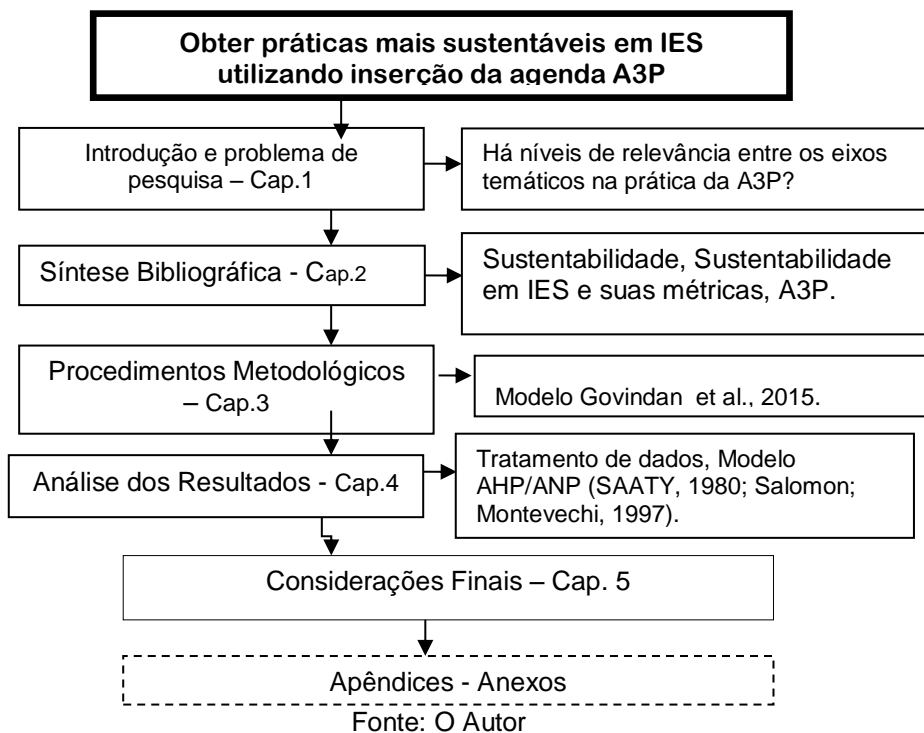 Obter práticas mais sustentáveis em IES
utilizando inserção da agenda A3P
Introdução e problema de
pesquisa – Cap.1
Há níveis de relevância entre os eixos
temáticos na prática da A3P?
Síntese Bibliográfica - Cap.2
Sustentabilidade, Sustentabilidade
em IES e suas métricas, A3P.
Procedimentos Metodológicos
– Cap.3
Modelo Govindan et al., 2015.
Análise dos Resultados - Cap.4
Tratamento de dados, Modelo
AHP/ANP (SAATY, 1980; Salomon;
Montevechi, 1997).
Considerações Finais – Cap. 5
Apêndices - Anexos
Fonte: O Autor